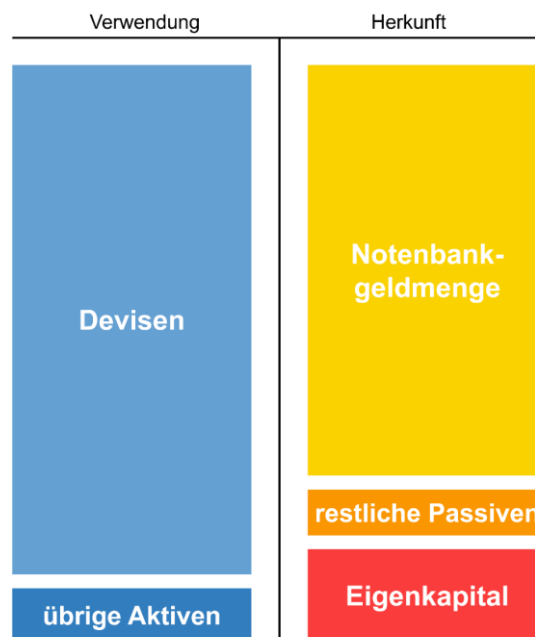 Verwendung
Herkunft
Devisen
übrige Aktiven
Notenbank-
geldmenge
restliche Passiven
Eigenkapital